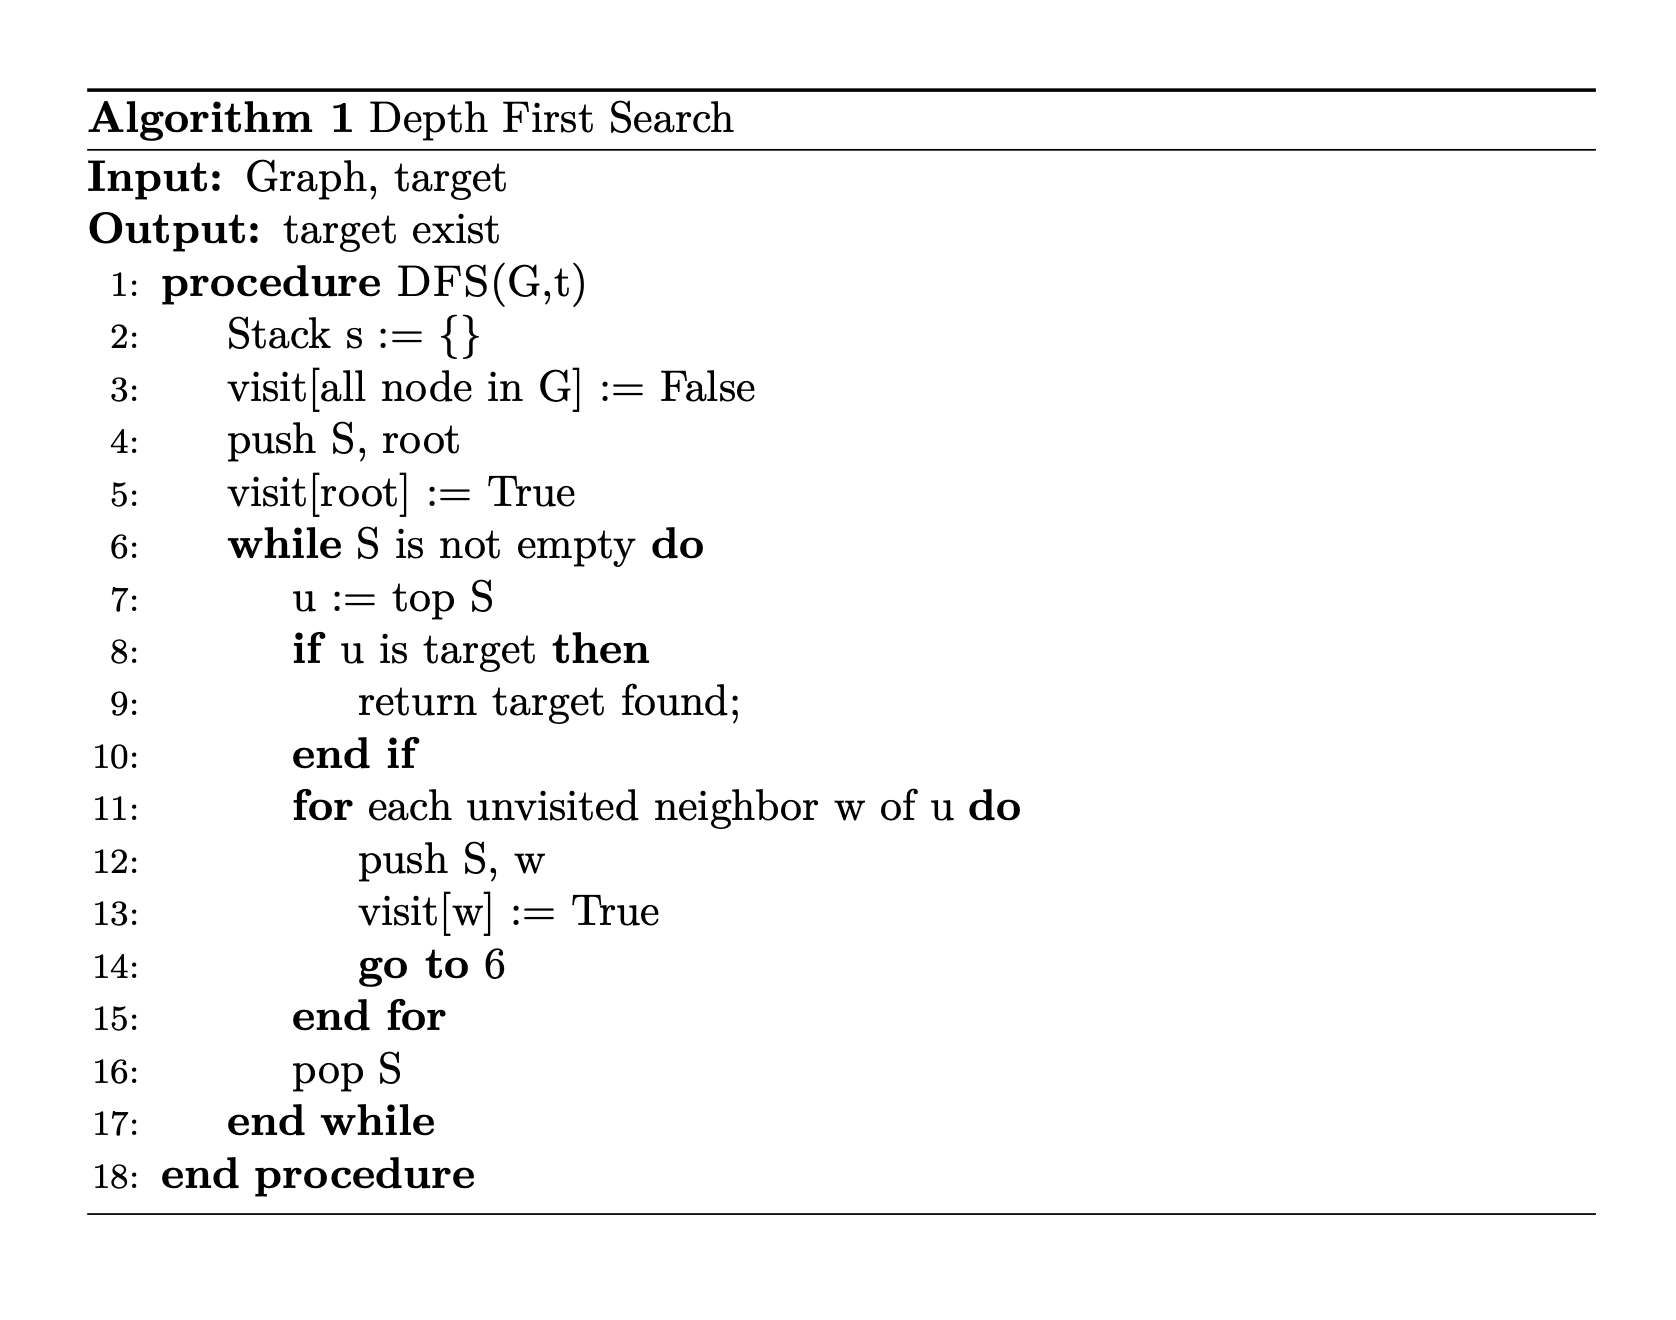 Algorithm 1 Depth First Search
Input: Graph, target
Output: target exist
1: procedure DFS(G,t)
2: Stack s := {}
3: visit[all node in G] := False
4: push S, root
5: visit[root] := True
6: while S is not empty do
7: u := top S
8: if u is target then
9: return target found;
10: end if
11: for each unvisited neighbor w of u do
12: push S, w
13: visit[w] := True
14: go to 6
15: end for
16: pop S
17: end while
18: end procedure